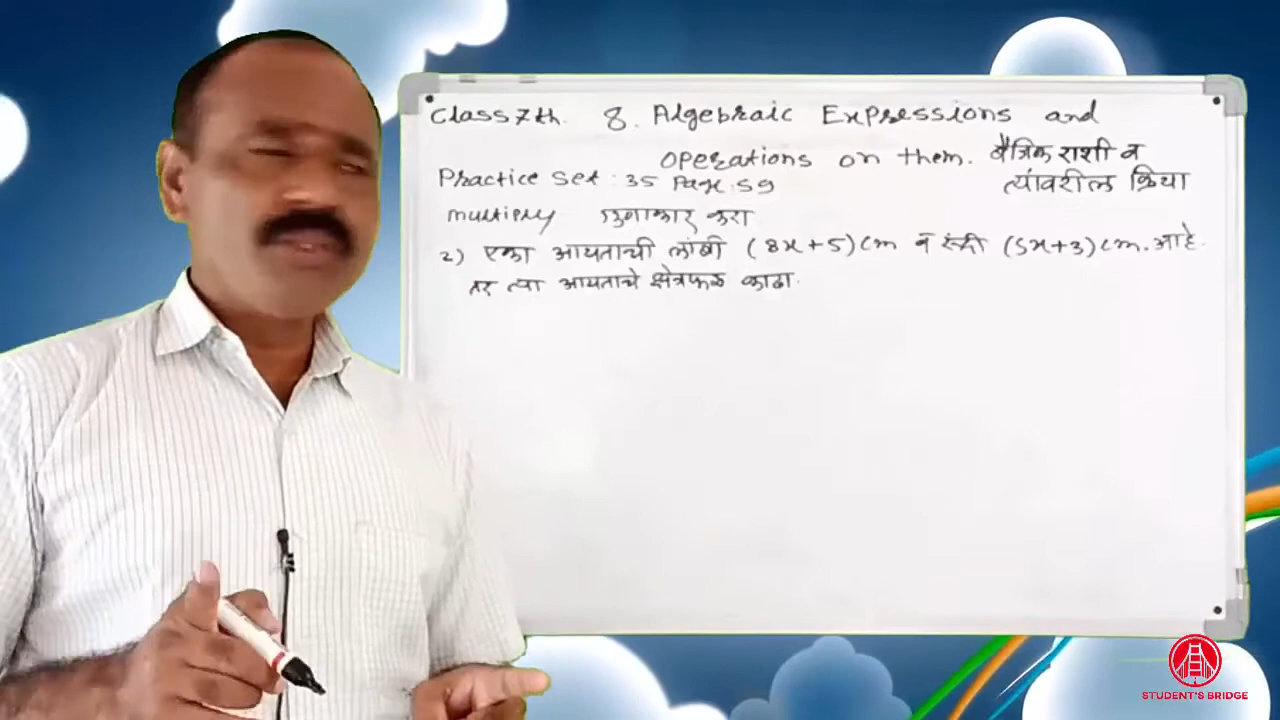 Class 7th. 8. Algebraic Expressions and
Operations on them. बैजिक राशी व
त्यांवरील क्रिया
Practice set : 35 Page : 59
multiply गुणाकार करा
2) एका आयताची लांबी (8x+5) cm व रुंदी (5x+3) cm. आहे.
तर त्या आयताचे क्षेत्रफळ काढा.
STUDENT'S BRIDGE